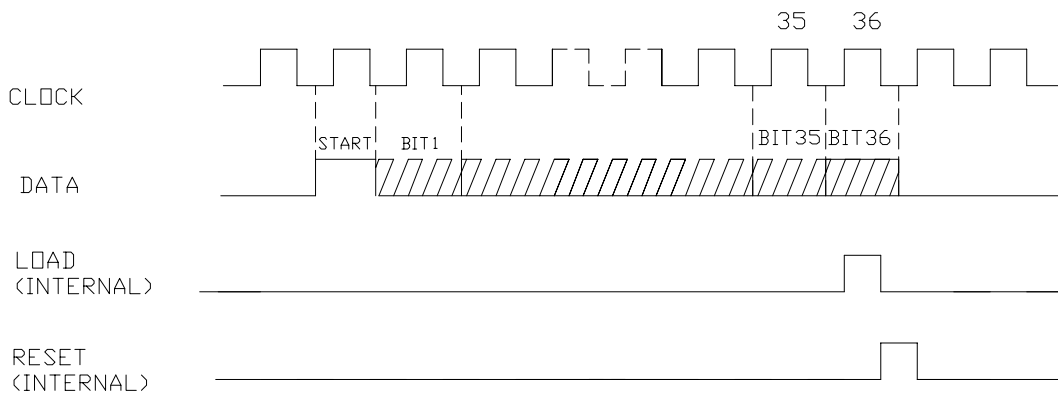 35 36
CLOCK
START BIT1 BIT35 BIT36
DATA
LOAD
(INTERNAL)
RESET
(INTERNAL)